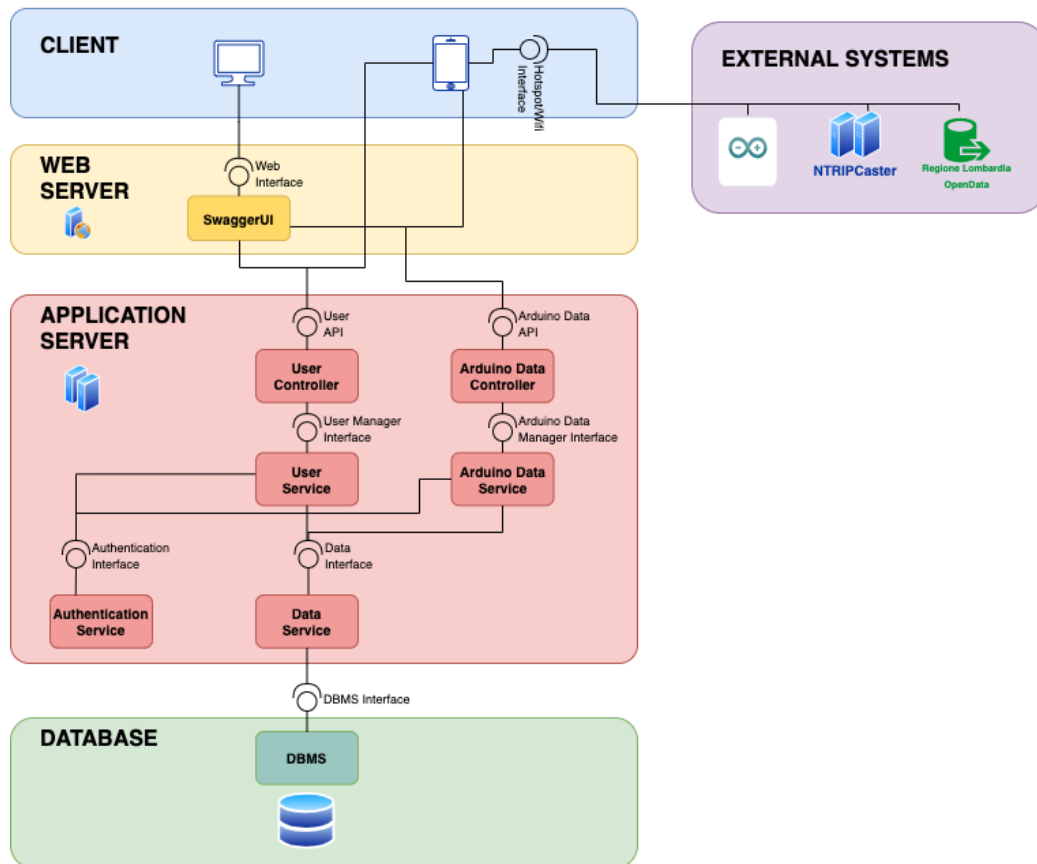 CLIENT
Hotspot/Wifi
Interface
EXTERNAL SYSTEMS
NTRIPCaster
Regione Lombardia
OpenData
WEB
SERVER
Web
Interface
SwaggerUI
APPLICATION
SERVER
User
API
Arduino Data
API
User
Controller
Arduino Data
Controller
User Manager
Interface
Arduino Data
Manager Interface
User
Service
Arduino Data
Service
Authentication
Interface
Data
Interface
Authentication
Service
Data
Service
DBMS Interface
DATABASE
DBMS